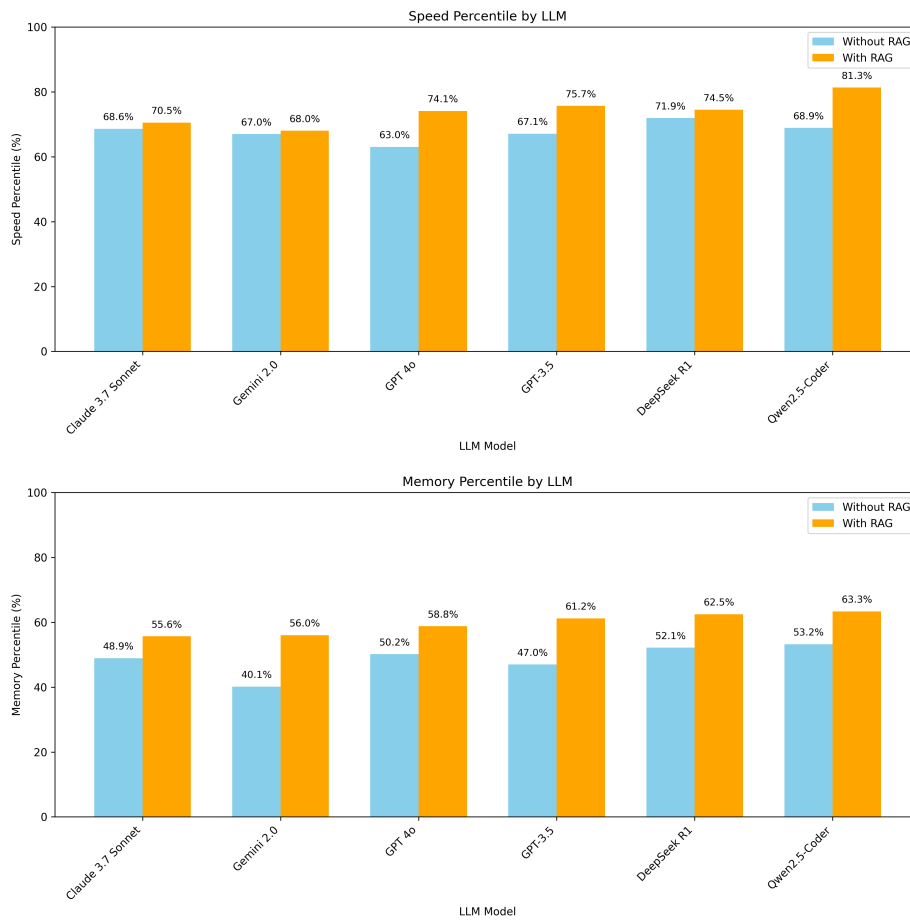 Speed Percentile by LLM
100
80
60
40
20
0
Speed Percentile (%)
Without RAG
With RAG
68.6%
70.5%
67.0%
68.0%
63.0%
74.1%
67.1%
75.7%
71.9%
74.5%
68.9%
81.3%
Claude 3.7 Sonnet
Gemini 2.0
GPT 4o
GPT-3.5
DeepSeek R1
Qwen2.5-Coder
LLM Model
Memory Percentile by LLM
100
80
60
40
20
0
Memory Percentile (%)
Without RAG
With RAG
48.9%
55.6%
40.1%
56.0%
50.2%
58.8%
47.0%
61.2%
52.1%
62.5%
53.2%
63.3%
Claude 3.7 Sonnet
Gemini 2.0
GPT 4o
GPT-3.5
DeepSeek R1
Qwen2.5-Coder
LLM Model